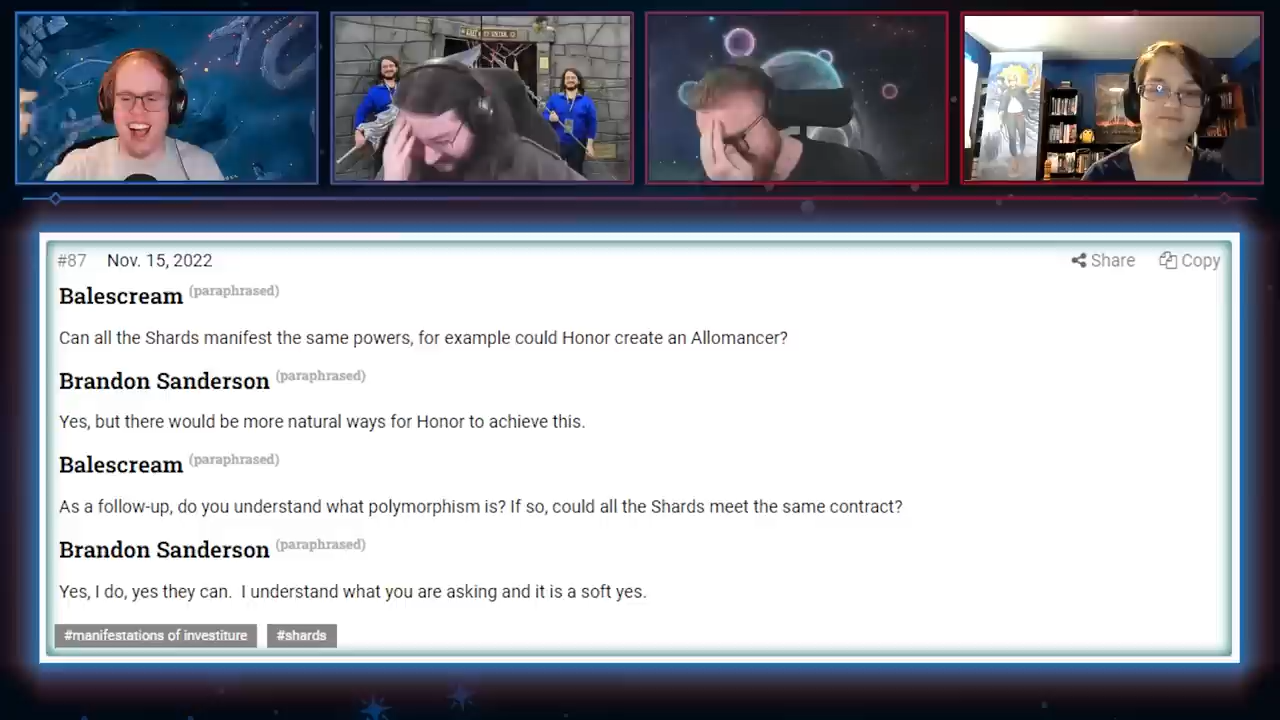 #87 Nov. 15, 2022 Share Copy
Balescream (paraphrased)
Can all the Shards manifest the same powers, for example could Honor create an Allomancer?
Brandon Sanderson (paraphrased)
Yes, but there would be more natural ways for Honor to achieve this.
Balescream (paraphrased)
As a follow-up, do you understand what polymorphism is? If so, could all the Shards meet the same contract?
Brandon Sanderson (paraphrased)
Yes, I do, yes they can. I understand what you are asking and it is a soft yes.
#manifestations of investiture #shards